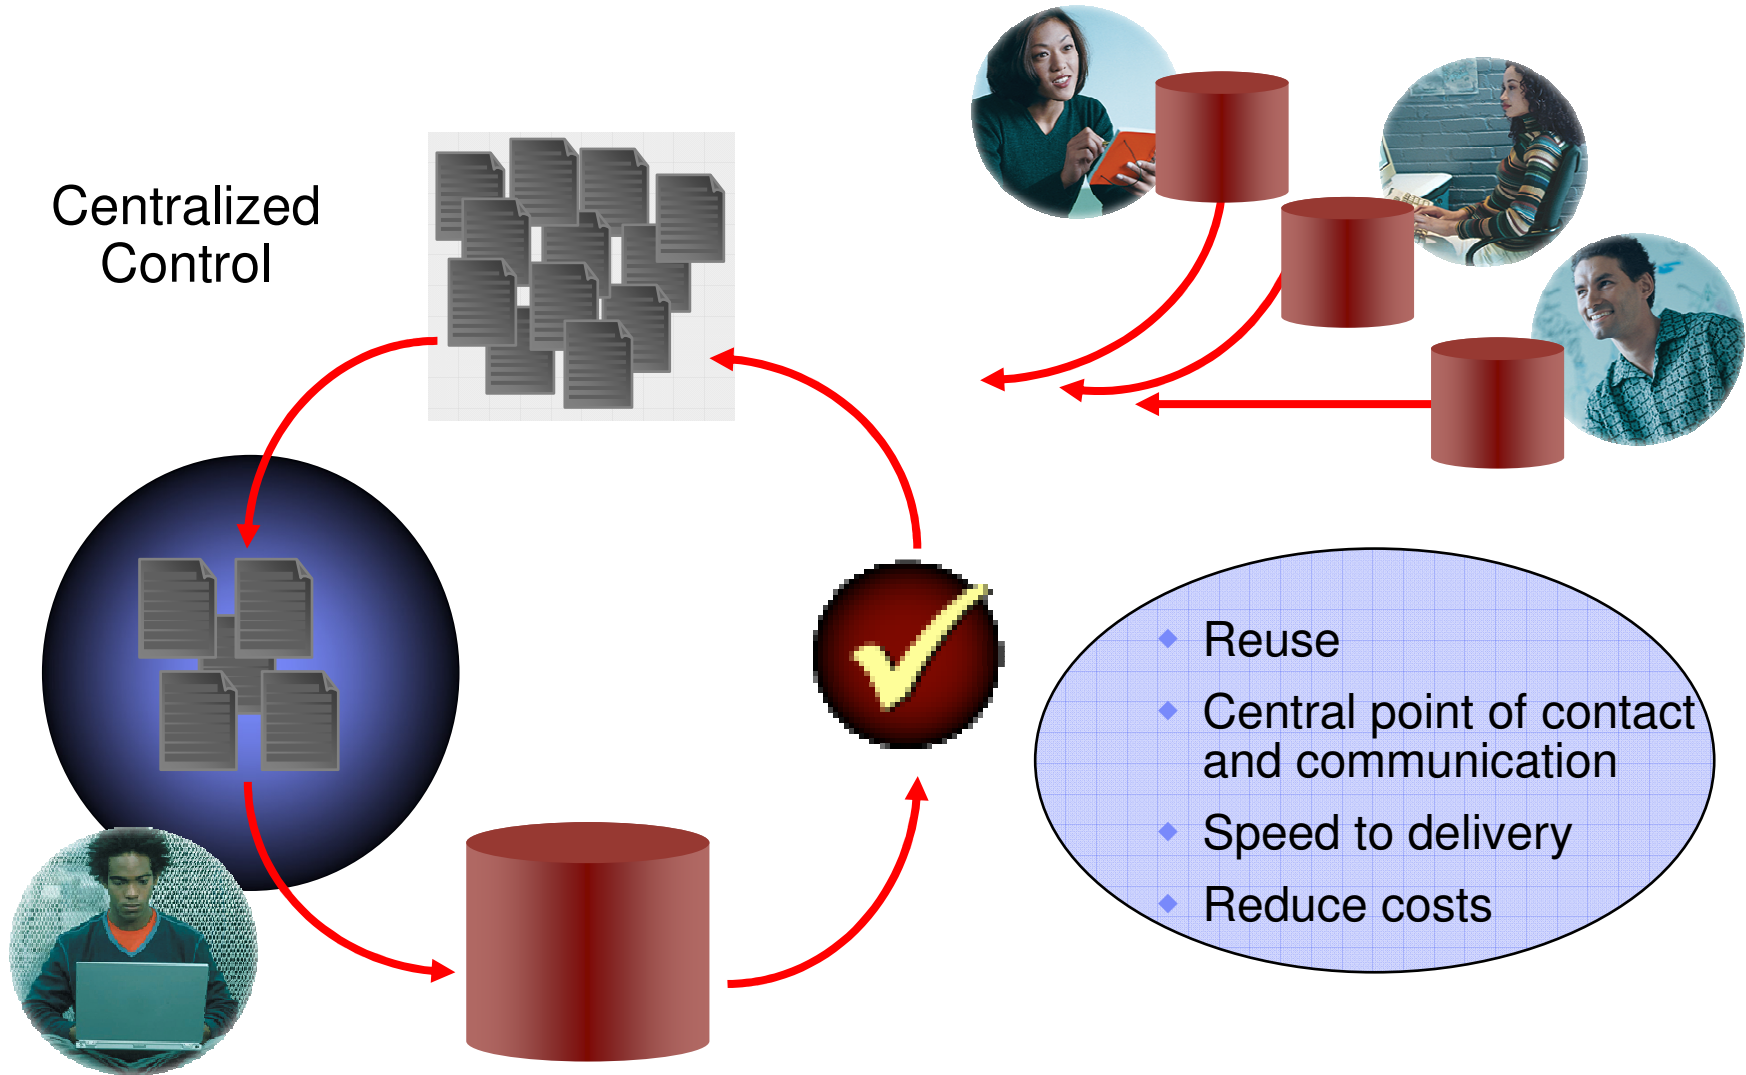 Centralized
Control
Reuse
Central point of contact
and communication
Speed to delivery
Reduce costs